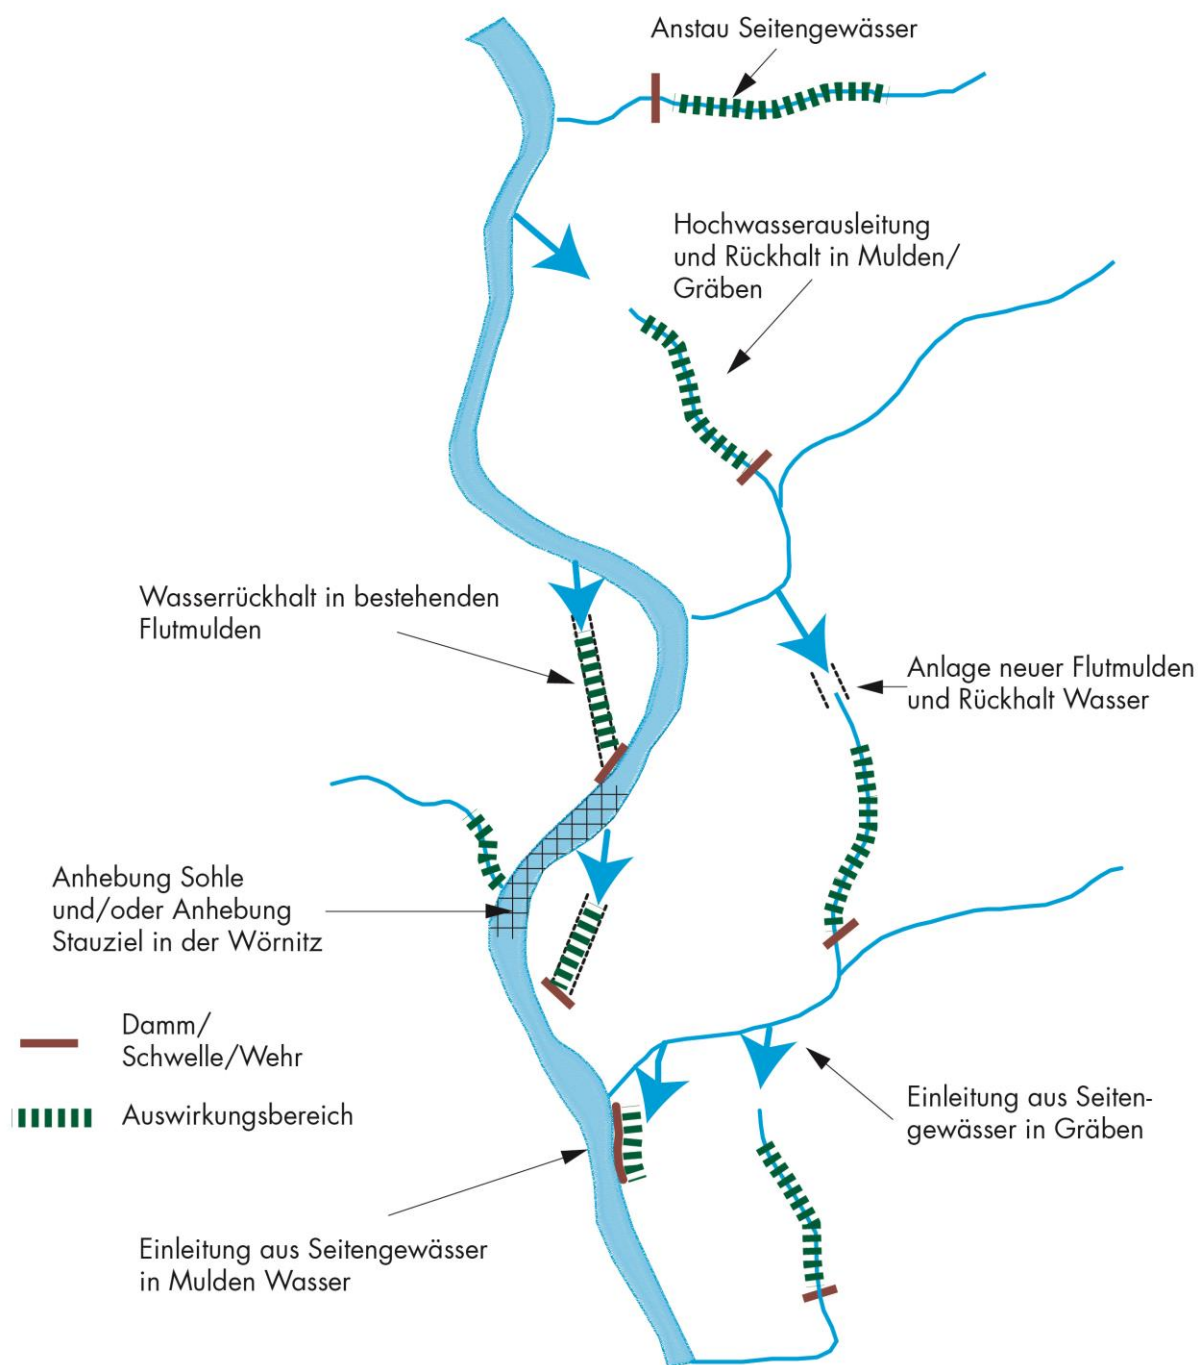 Anstau Seitengewässer
Hochwasserausleitung
und Rückhalt in Mulden/
Gräben
Wasserrückhalt in bestehenden
Flutmulden
Anlage neuer Flutmulden
und Rückhalt Wasser
Anhebung Sohle
und/oder Anhebung
Stauziel in der Wörnitz
Damm/
Schwelle/Wehr
Auswirkungsbereich
Einleitung aus Seiten-
gewässer in Gräben
Einleitung aus Seitengewässer
in Mulden Wasser